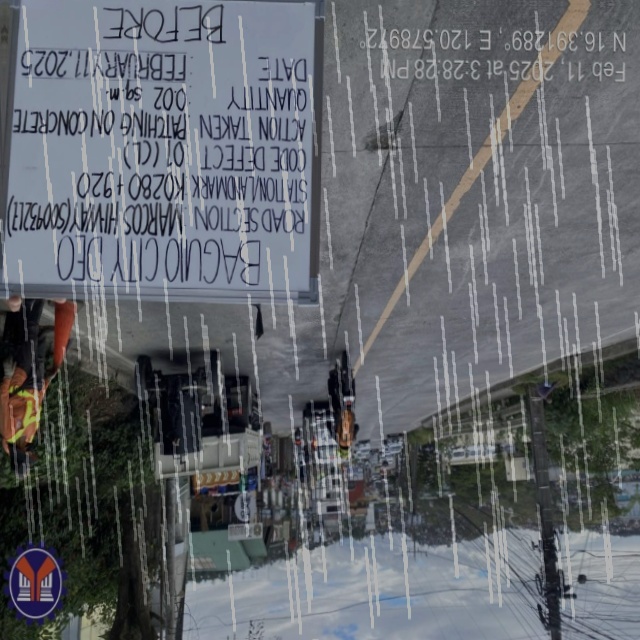 BAGUIO CITY DEO
ROAD SECTION MARCOS HWAY (S00952LZ)
STATION/LANDMARK K0280 + 920
CODE DEFECT : 01 (CL)
ACTION TAKEN PATCHING ON CONCRETE
QUANTITY : 0.02 sq.m
DATE : FEBRUARY 11, 2025
BEFORE
Feb 11, 2025 at 3:28:28 PM
N 16.391289°, E 120.578972°